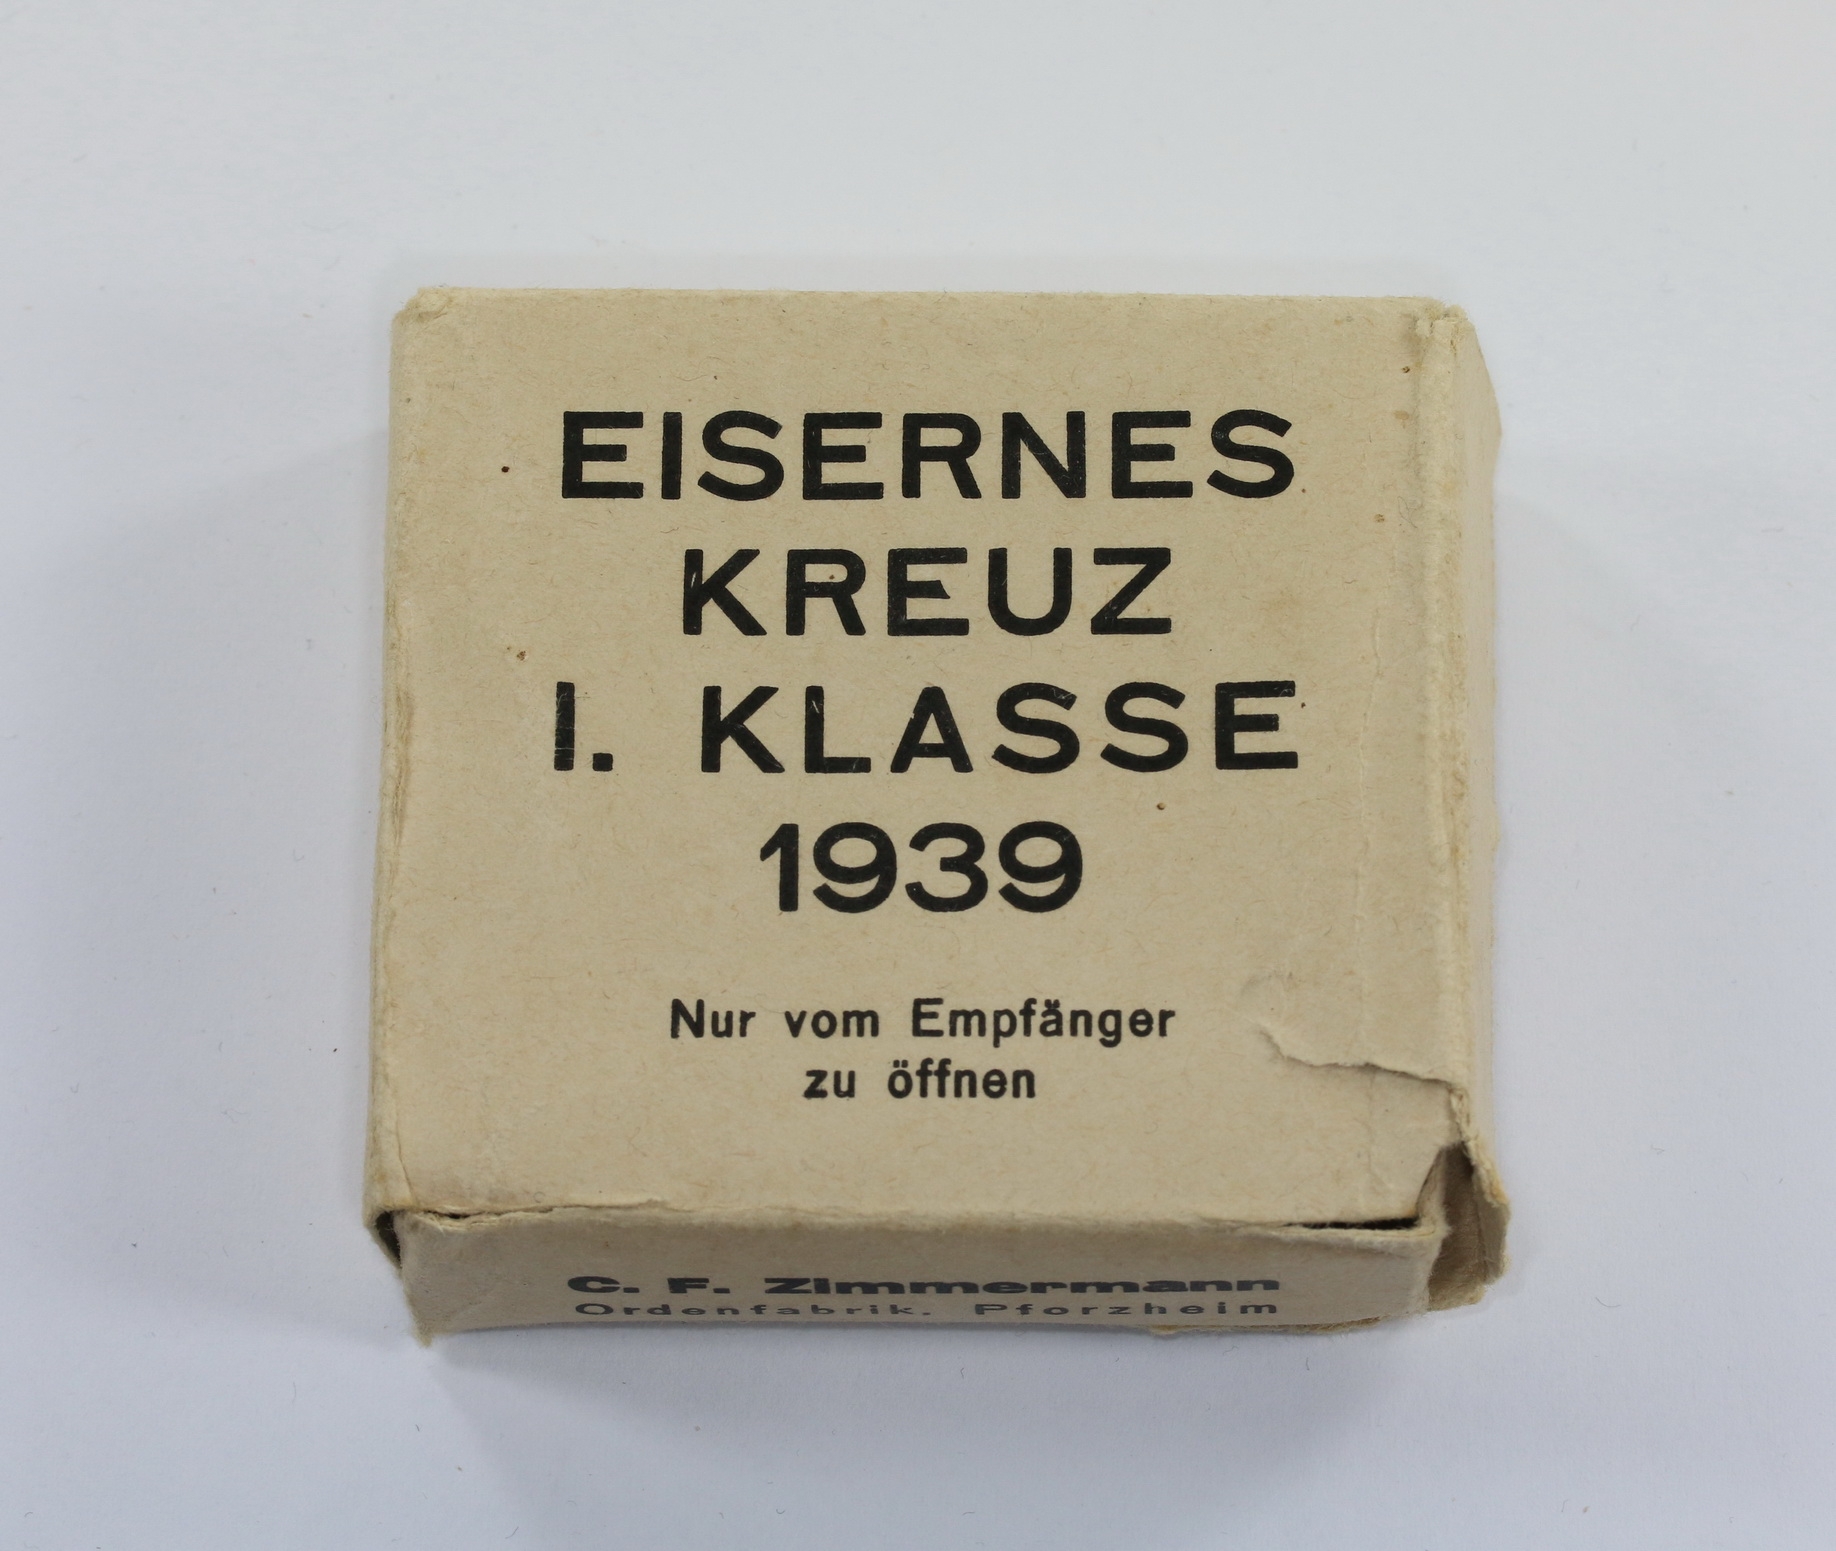 EISERNES
KREUZ
I. KLASSE
1939
Nur vom Empfänger
zu öffnen
C. F. Zimmermann
Ordenfabrik, Pforzheim